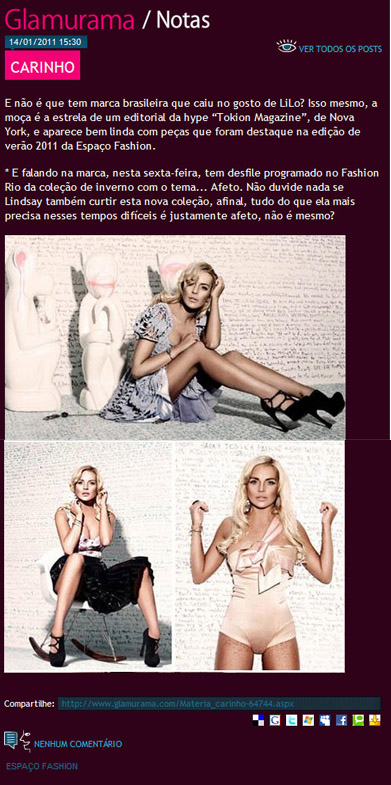 Glamurama / Notas
14/01/2011 15:30
VER TODOS OS POSTS
CARINHO
E não é que tem marca brasileira que caiu no gosto de LiLo? Isso mesmo, a
moça é a estrela de um editorial da hype “Tokion Magazine”, de Nova
York, e aparece bem linda com peças que foram destaque na edição de
verão 2011 da Espaço Fashion.
* E falando na marca, nesta sexta-feira, tem desfile programado no Fashion
Rio da coleção de inverno com o tema... Afeto. Não duvide nada se
Lindsay também curtir esta nova coleção, afinal, tudo do que ela mais
precisa nesses tempos difíceis é justamente afeto, não é mesmo?
Compartilhe: http://www.glamurama.com/Materia_carinho-64744.aspx
NENHUM COMENTÁRIO
ESPAÇO FASHION